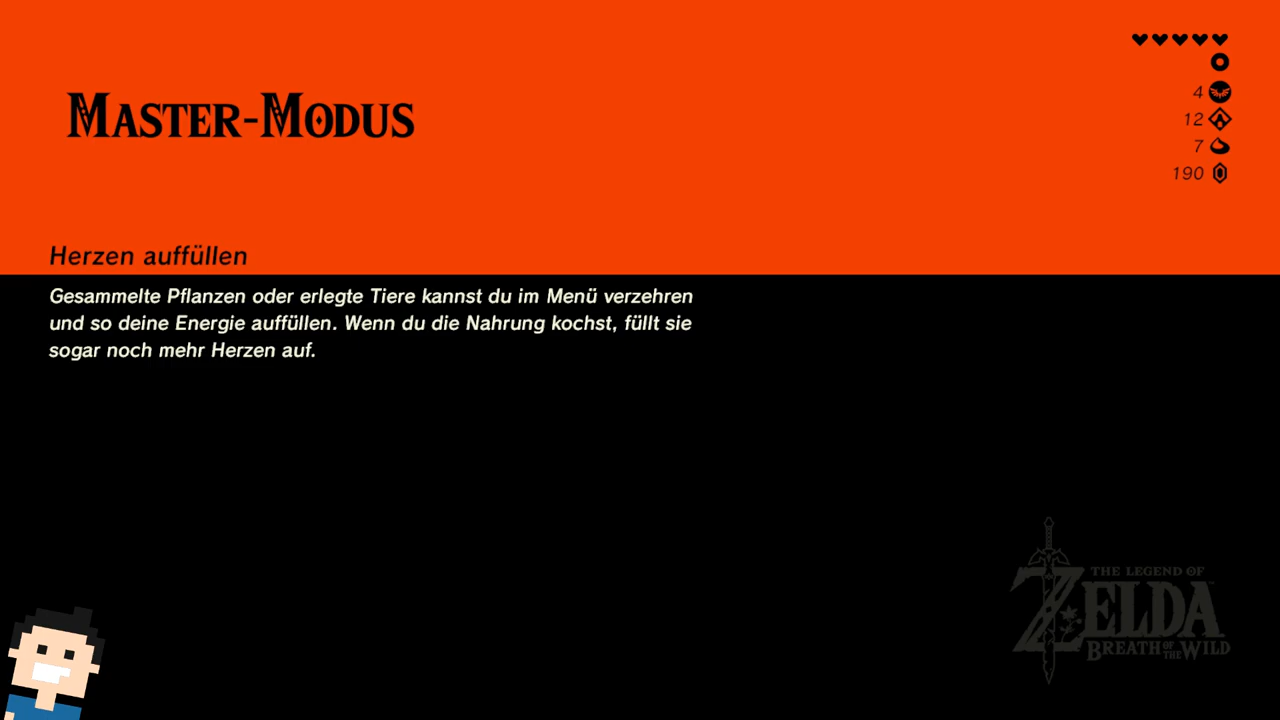 Master-Modus
4
12
7
190
Herzen auffüllen
Gesammelte Pflanzen oder erlegte Tiere kannst du im Menü verzehren
und so deine Energie auffüllen. Wenn du die Nahrung kochst, füllt sie
sogar noch mehr Herzen auf.
THE LEGEND OF
ZELDA
BREATH OF THE WILD